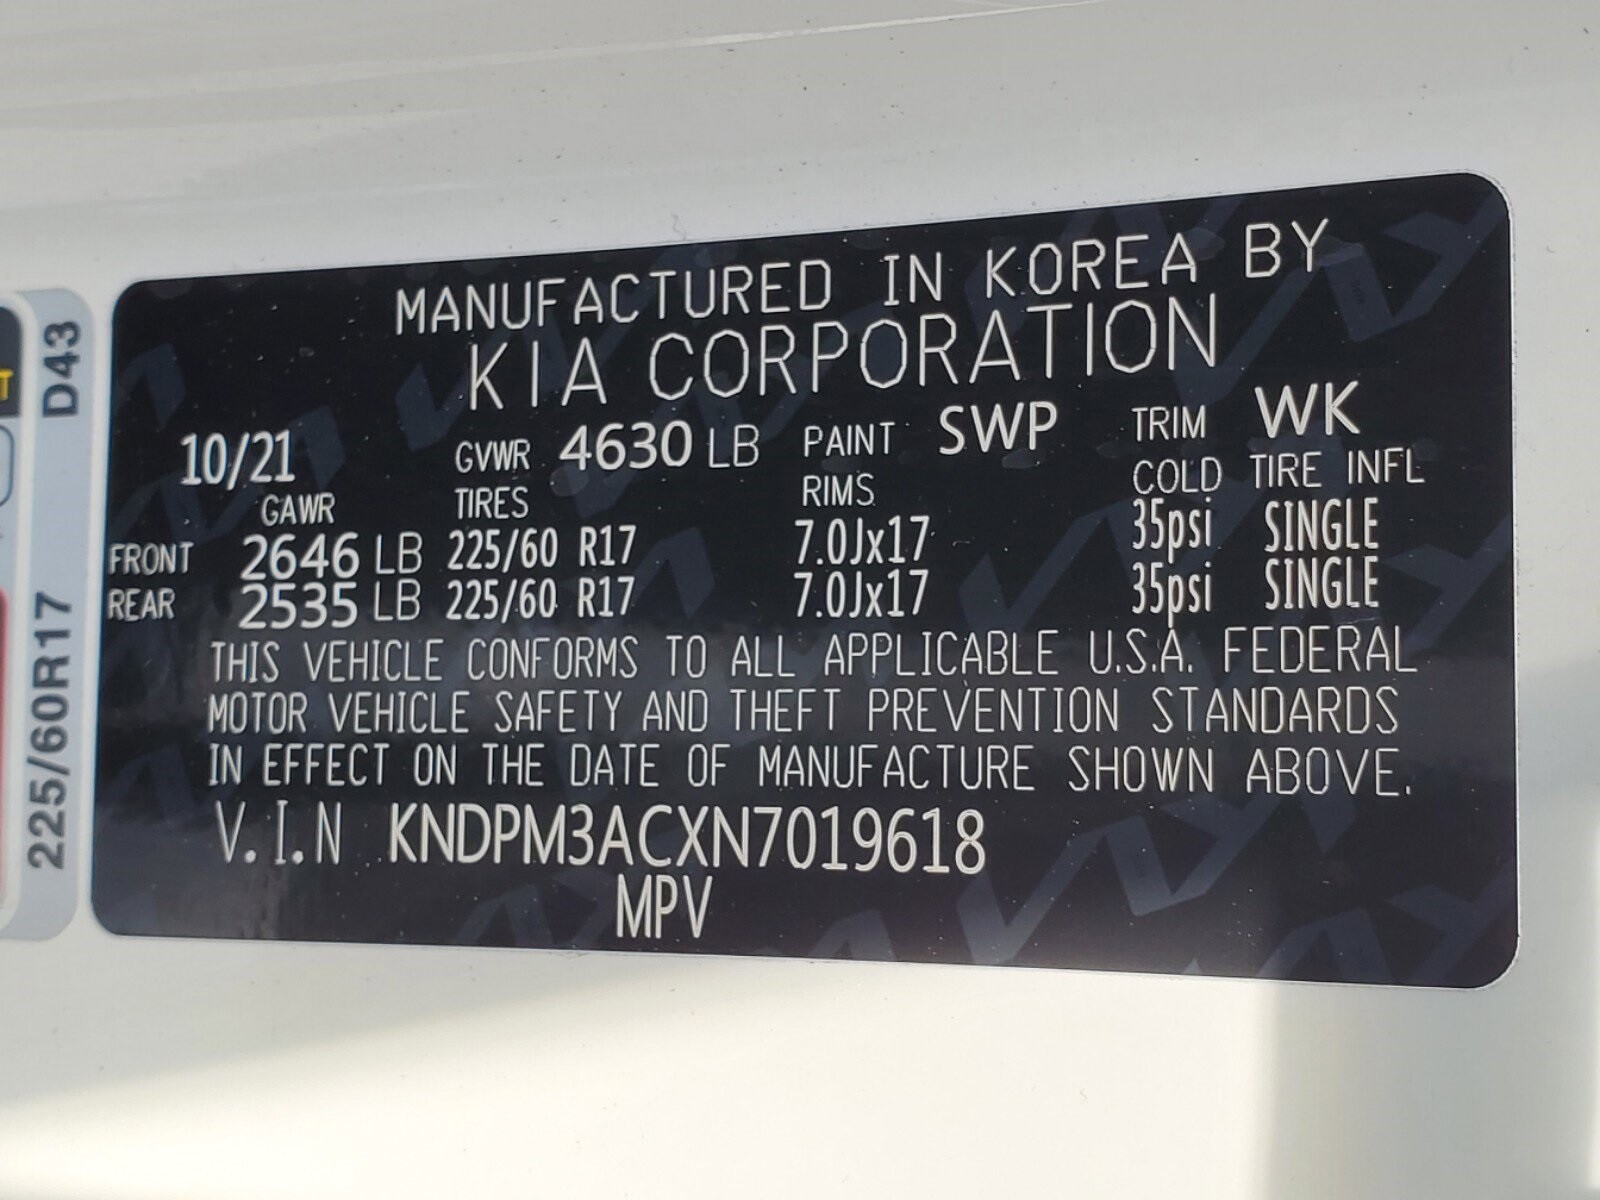 MANUFACTURED IN KOREA BY
KIA CORPORATION
10/21 GVWR 4630 LB PAINT SWP TRIM WK
GAWR TIRES RIMS COLD TIRE INFL
FRONT 2646 LB 225/60 R17 7.0Jx17 35psi SINGLE
REAR 2535 LB 225/60 R17 7.0Jx17 35psi SINGLE
THIS VEHICLE CONFORMS TO ALL APPLICABLE U.S.A. FEDERAL
MOTOR VEHICLE SAFETY AND THEFT PREVENTION STANDARDS
IN EFFECT ON THE DATE OF MANUFACTURE SHOWN ABOVE.
V.I.N KNDPM3ACXN7019618
MPV
225/60R17 D43